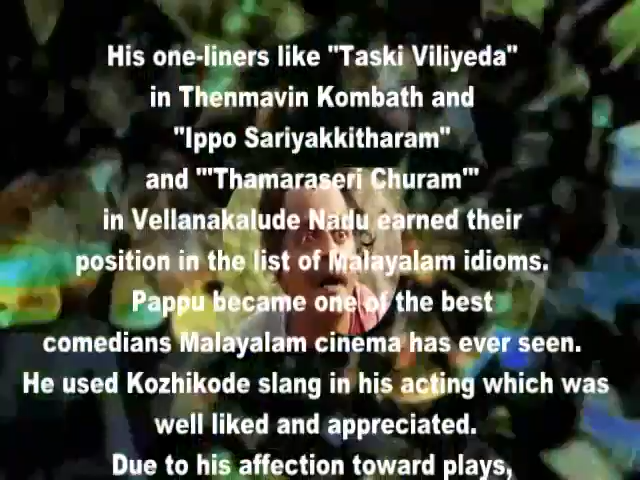 His one-liners like "Taski Viliyeda"
in Thenmavin Kombath and
"Ippo Sariyakkitharam"
and "'Thamaraseri Churam'"
in Vellanakalude Nadu earned their
position in the list of Malayalam idioms.
Pappu became one of the best
comedians Malayalam cinema has ever seen.
He used Kozhikode slang in his acting which was
well liked and appreciated.
Due to his affection toward plays,